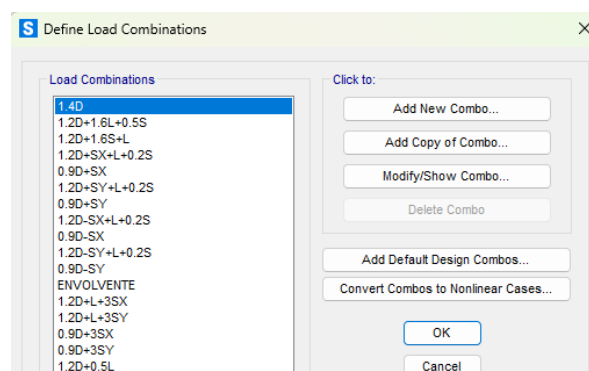 S Define Load Combinations
Load Combinations
1.4D
1.2D+1.6L+0.5S
1.2D+1.6S+L
1.2D+SX+L+0.2S
0.9D+SX
1.2D+SY+L+0.2S
0.9D+SY
1.2D-SX+L+0.2S
0.9D-SX
1.2D-SY+L+0.2S
0.9D-SY
ENVOLVENTE
1.2D+L+3SX
1.2D+L+3SY
0.9D+3SX
0.9D+3SY
1.2D+0.5L
Click to:
Add New Combo...
Add Copy of Combo...
Modify/Show Combo...
Delete Combo
Add Default Design Combos...
Convert Combos to Nonlinear Cases...
OK
Cancel